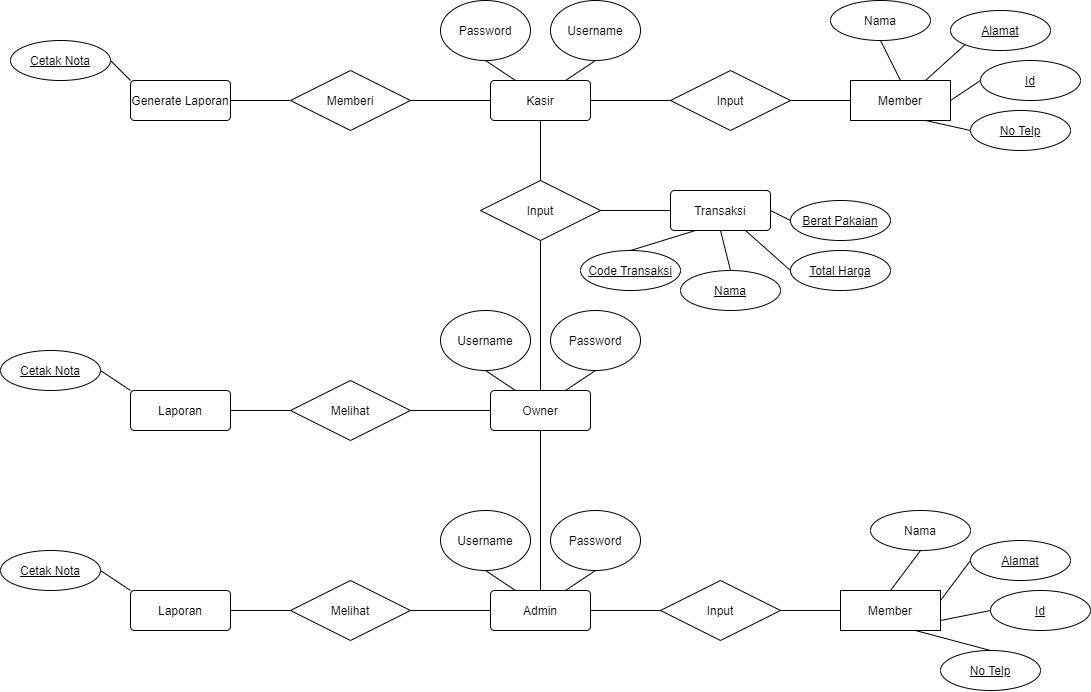 Password
Username
Nama
Alamat
Cetak Nota
Id
Generate Laporan
Memberi
Kasir
Input
Member
No Telp
Input
Transaksi
Berat Pakaian
Code Transaksi
Total Harga
Nama
Username
Password
Cetak Nota
Laporan
Melihat
Owner
Username
Password
Nama
Alamat
Cetak Nota
Laporan
Melihat
Admin
Input
Member
Id
No Telp